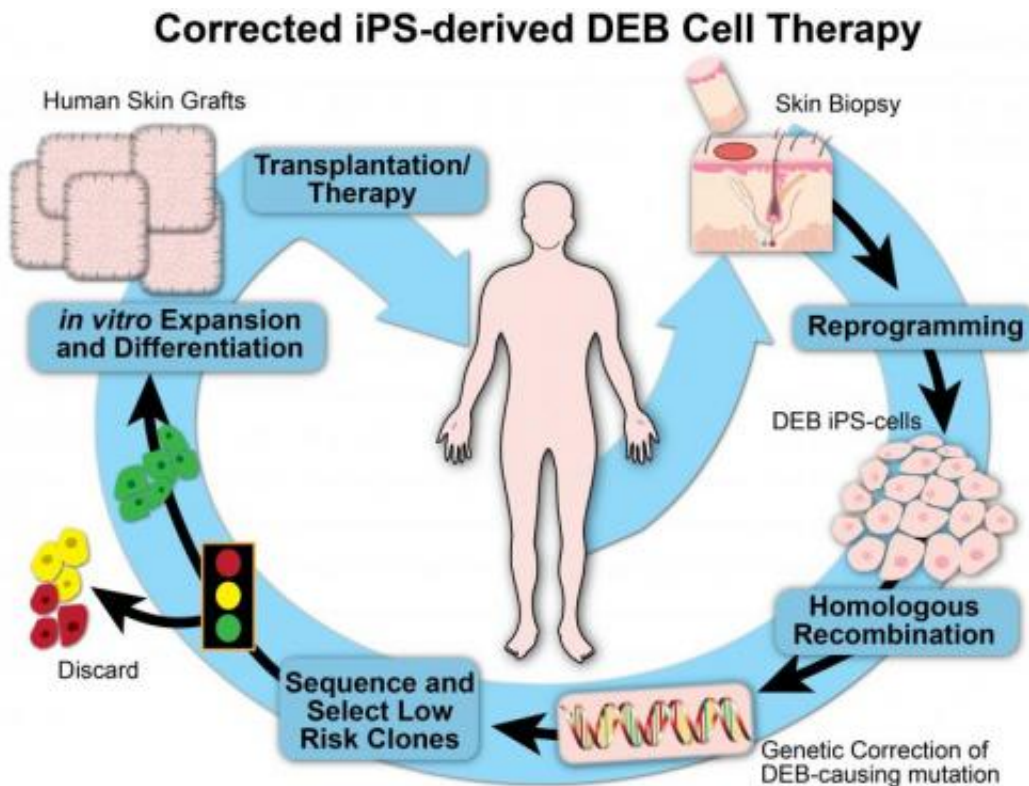 Corrected iPS-derived DEB Cell Therapy
Human Skin Grafts
Skin Biopsy
Transplantation/
Therapy
in vitro Expansion
and Differentiation
Reprogramming
DEB iPS-cells
Homologous
Recombination
Discard
Sequence and
Select Low
Risk Clones
Genetic Correction of
DEB-causing mutation